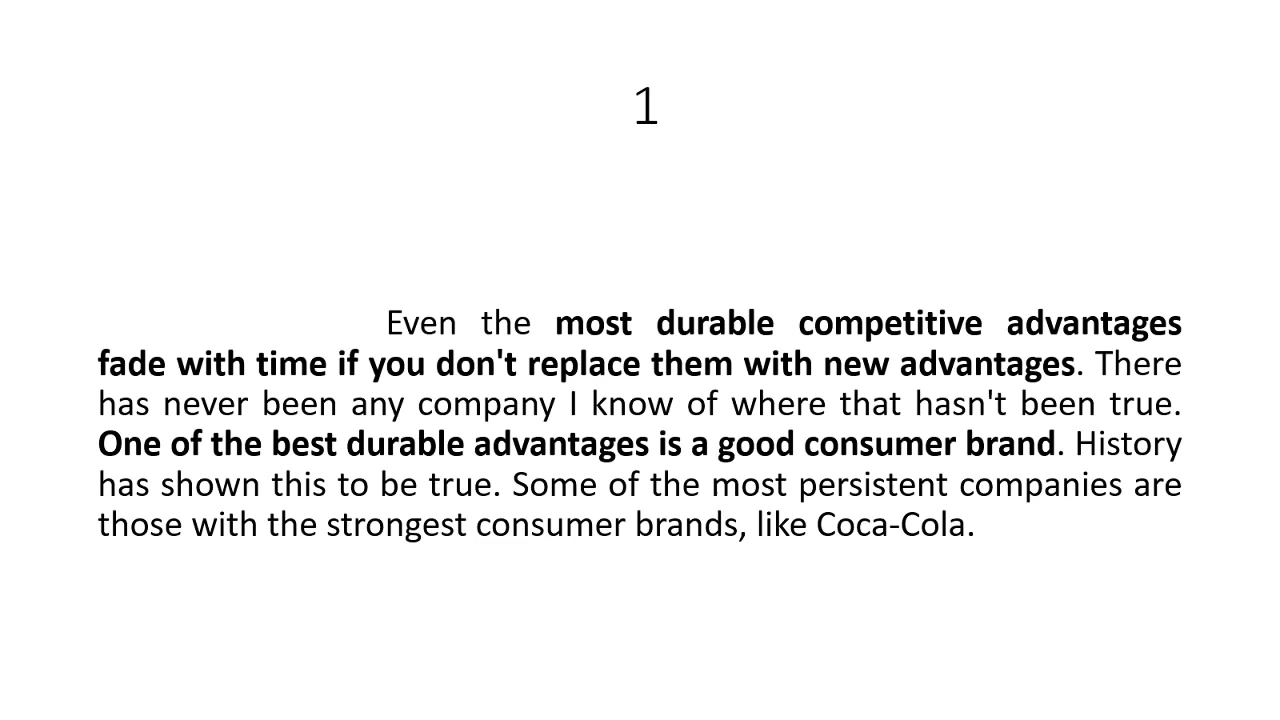 1
Even the most durable competitive advantages
fade with time if you don't replace them with new advantages. There
has never been any company I know of where that hasn't been true.
One of the best durable advantages is a good consumer brand. History
has shown this to be true. Some of the most persistent companies are
those with the strongest consumer brands, like Coca-Cola.